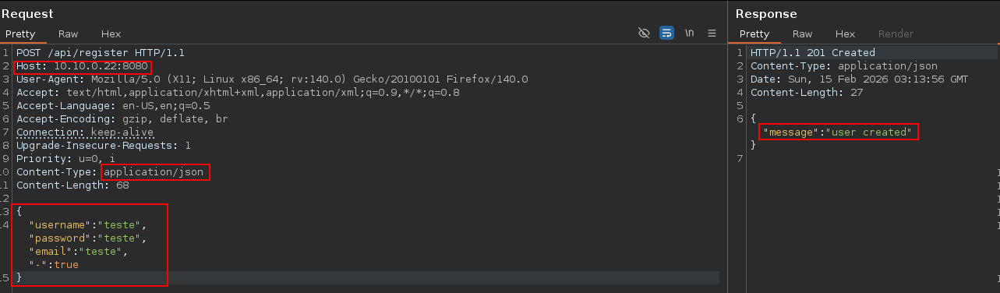 Request
Pretty Raw Hex \n
1 POST /api/register HTTP/1.1
2 Host: 10.10.0.22:8080
3 User-Agent: Mozilla/5.0 (X11; Linux x86_64; rv:140.0) Gecko/20100101 Firefox/140.0
4 Accept: text/html,application/xhtml+xml,application/xml;q=0.9,*/*;q=0.8
5 Accept-Language: en-US,en;q=0.5
6 Accept-Encoding: gzip, deflate, br
7 Connection: keep-alive
8 Upgrade-Insecure-Requests: 1
9 Priority: u=0, i
10 Content-Type: application/json
11 Content-Length: 68
12
13 {
14 "username":"teste",
"password":"teste",
"email":"teste",
"-":true
15 }
Response
Pretty Raw Hex Render
1 HTTP/1.1 201 Created
2 Content-Type: application/json
3 Date: Sun, 15 Feb 2026 03:13:56 GMT
4 Content-Length: 27
5
6 {
"message":"user created"
}
7